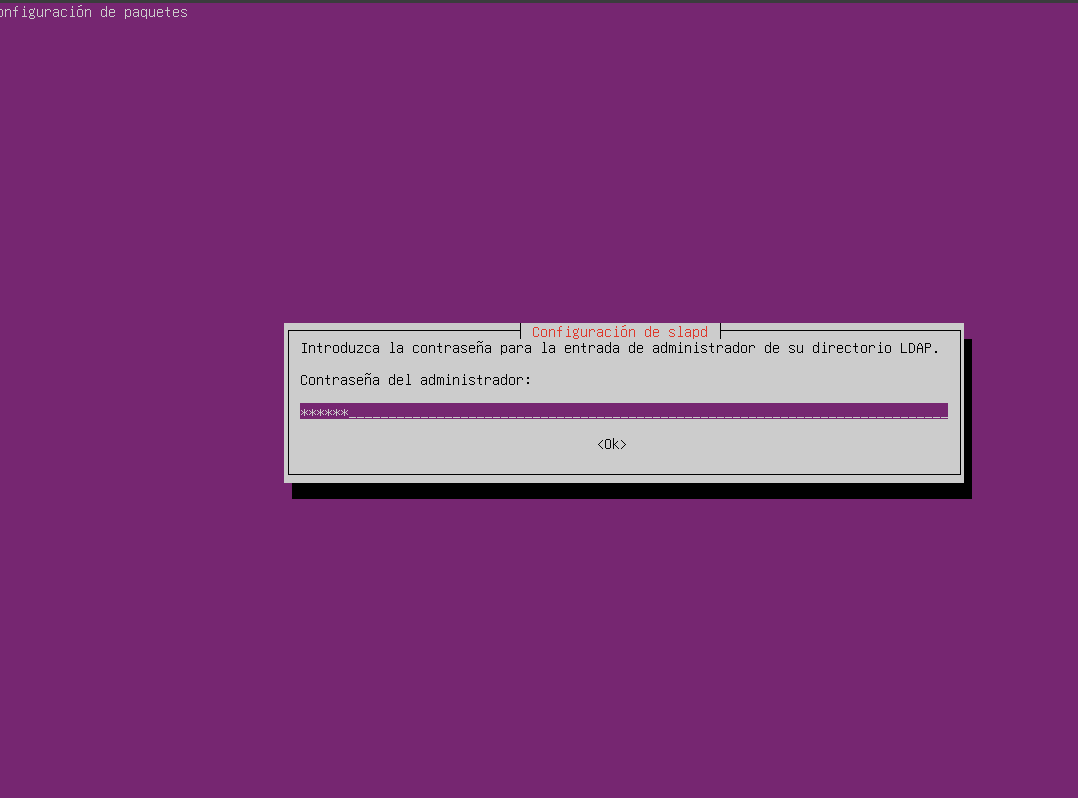 onfiguración de paquetes
Configuración de slapd
Introduzca la contraseña para la entrada de administrador de su directorio LDAP.
Contraseña del administrador:
******
<Ok>